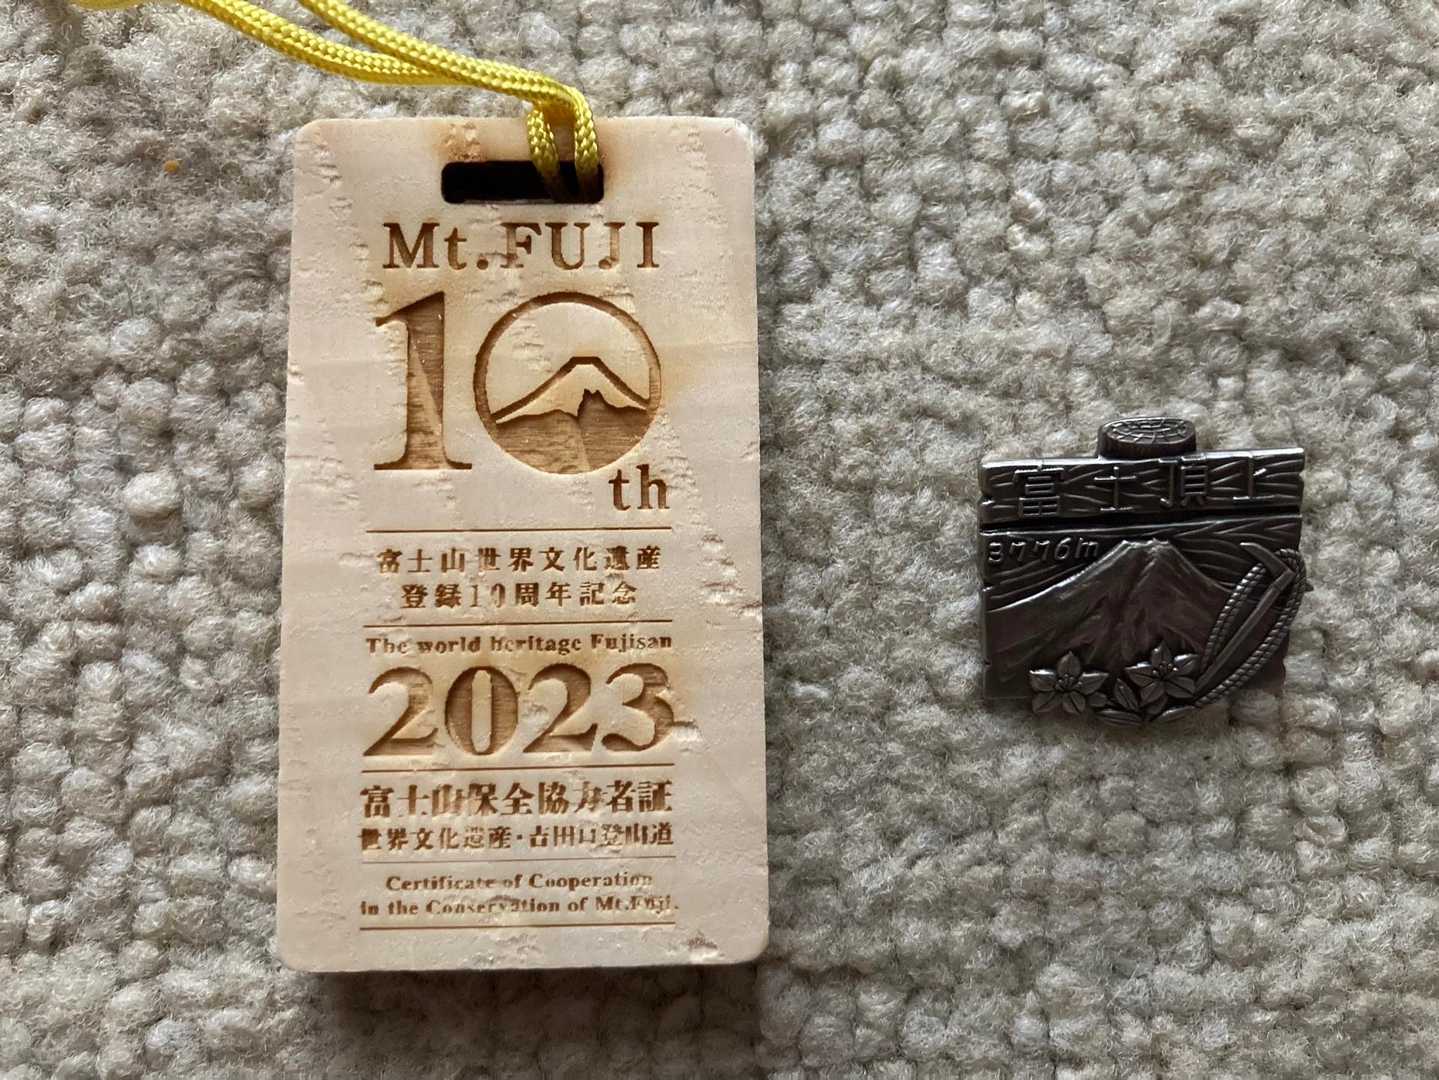 Mt.FUJI
10th
富士山世界文化遺産
登録10周年記念
The world heritage Fujisan
2023
富士山保全協力者証
世界文化遺産・吉田口登山道
Certificate of Cooperation
in the Conservation of Mt.Fuji.
富士頂上
3776m